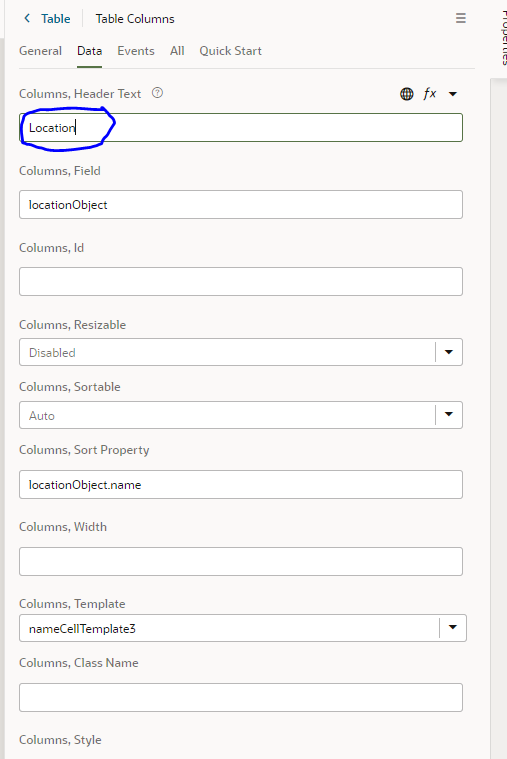 Table Table Columns
General Data Events All Quick Start
Columns, Header Text fx
Location
Columns, Field
locationObject
Columns, Id
Columns, Resizable
Disabled
Columns, Sortable
Auto
Columns, Sort Property
locationObject.name
Columns, Width
Columns, Template
nameCellTemplate3
Columns, Class Name
Columns, Style
Properties